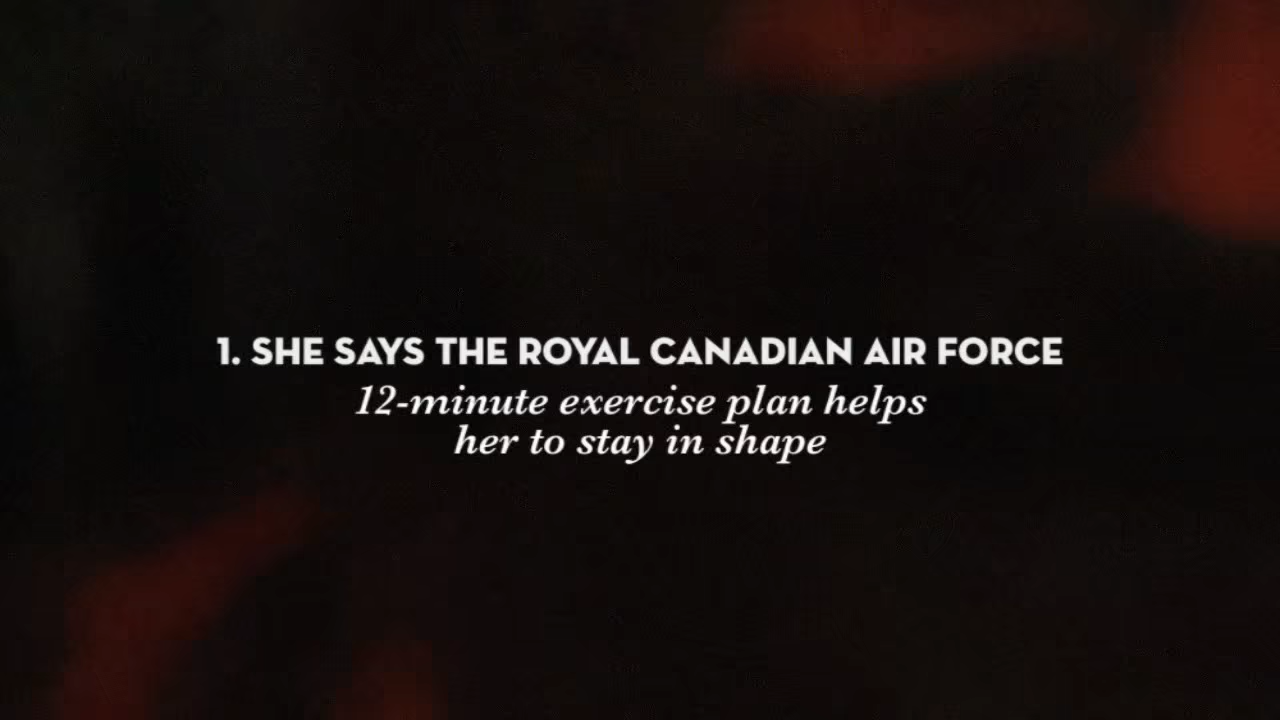 1. SHE SAYS THE ROYAL CANADIAN AIR FORCE
12-minute exercise plan helps
her to stay in shape